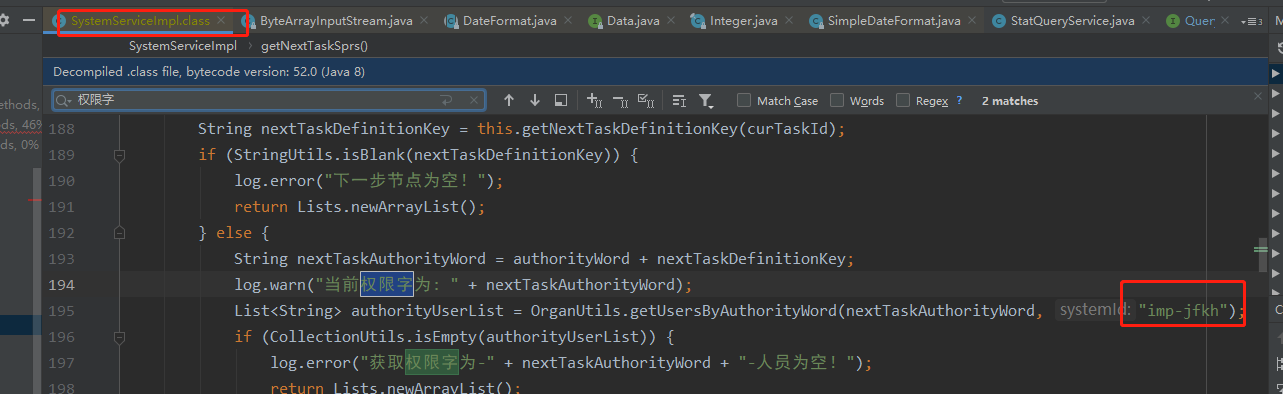 SystemServiceImpl.class ByteArrayInputStream.java DateFormat.java Data.java Integer.java SimpleDateFormat.java StatQueryService.java Query
SystemServiceImpl getNextTaskSprs()
Decompiled .class file, bytecode version: 52.0 (Java 8)
权限字 Match Case Words Regex ? 2 matches
ethods,
ds, 46%
ds, 0%
188 String nextTaskDefinitionKey = this.getNextTaskDefinitionKey(curTaskId);
189 if (StringUtils.isBlank(nextTaskDefinitionKey)) {
190 log.error("下一步节点为空！");
191 return Lists.newArrayList();
192 } else {
193 String nextTaskAuthorityWord = authorityWord + nextTaskDefinitionKey;
194 log.warn("当前权限字为: " + nextTaskAuthorityWord);
195 List<String> authorityUserList = OrganUtils.getUsersByAuthorityWord(nextTaskAuthorityWord, systemId: "imp-jfkh");
196 if (CollectionUtils.isEmpty(authorityUserList)) {
197 log.error("获取权限字为-" + nextTaskAuthorityWord + "-人员为空！");
198 return Lists.newArrayList();